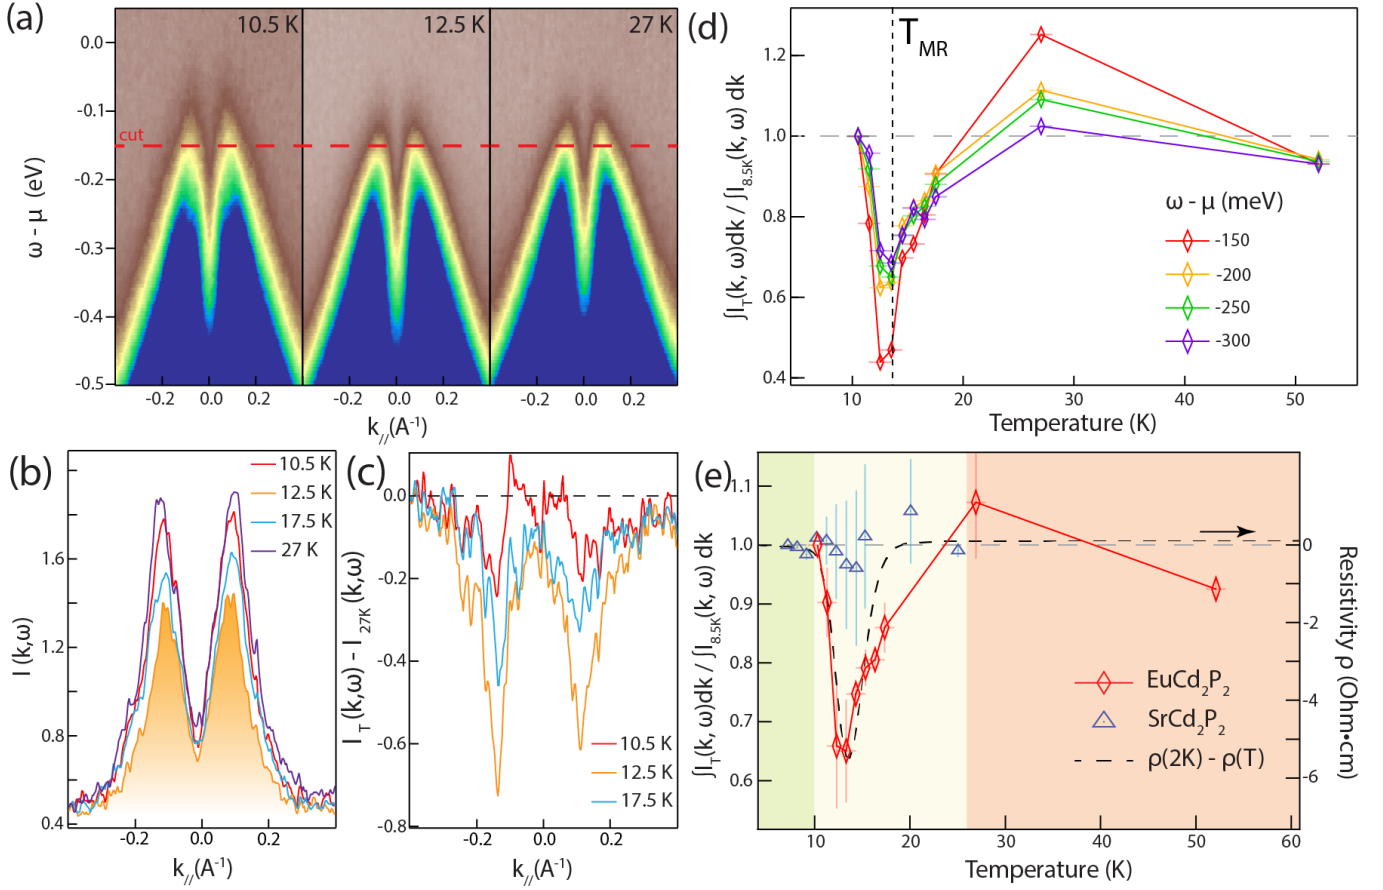 (a)
10.5 K
12.5 K
27 K
0.0
-0.1
-0.2
-0.3
-0.4
-0.5
ω - μ (eV)
cut
-0.2 0.0 0.2
-0.2 0.0 0.2
-0.2 0.0 0.2
k//(A-1)
(d)
TMR
1.2
1.0
0.8
0.6
0.4
∫IT(k, ω)dk / ∫I8.5K(k, ω) dk
ω - μ (meV)
-150
-200
-250
-300
10 20 30 40 50
Temperature (K)
(b)
10.5 K
12.5 K
17.5 K
27 K
1.6
1.2
0.8
0.4
I (k,ω)
-0.2 0.0 0.2
k//(A-1)
(c)
0.0
-0.2
-0.4
-0.6
-0.8
IT (k,ω) - I27K (k,ω)
10.5 K
12.5 K
17.5 K
-0.2 0.0 0.2
k//(A-1)
(e)
1.1
1.0
0.9
0.8
0.7
0.6
∫IT(k, ω)dk / ∫I8.5K(k, ω) dk
EuCd2P2
SrCd2P2
ρ(2K) - ρ(T)
0
-2
-4
-6
Resistivity ρ (Ohm•cm)
10 20 30 40 50 60
Temperature (K)